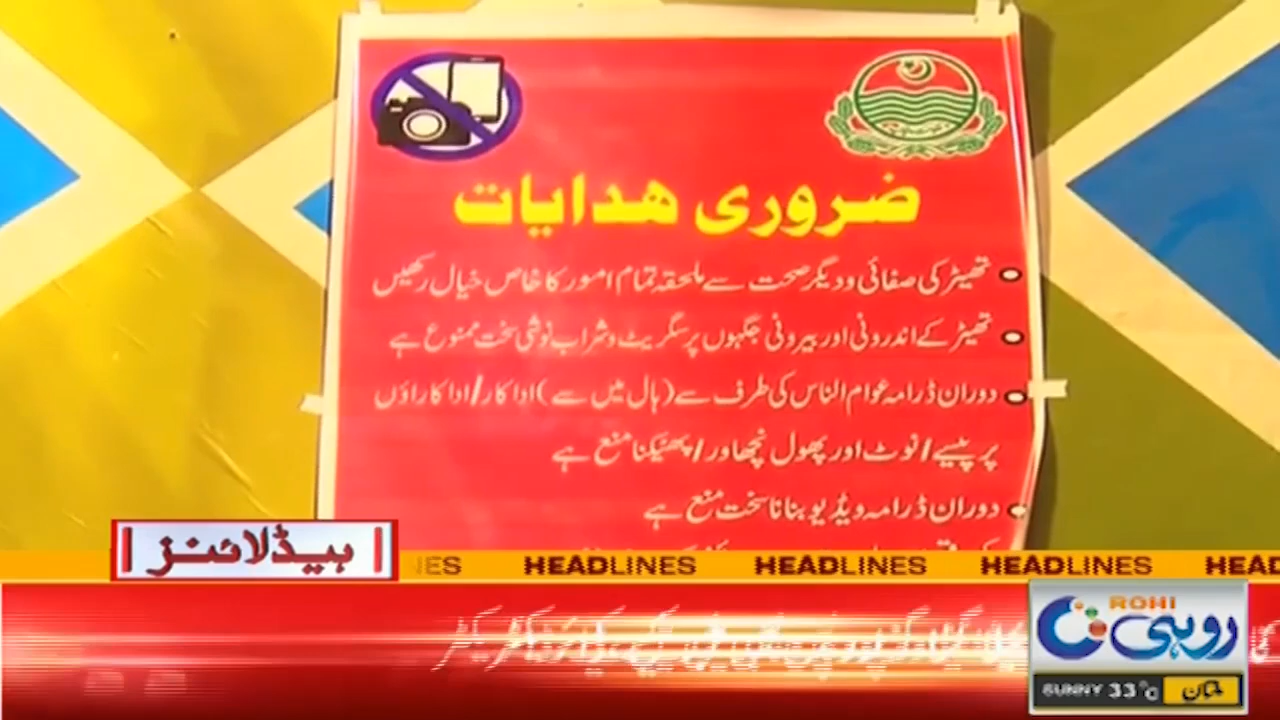 ضروری ھدایات
تھیٹر کی صفائی و دیگر صحت سے ملحقہ تمام امور کا خاص خیال رکھیں
تھیٹر کے اندرونی اور بیرونی جگہوں پر سگریٹ و شراب نوشی سخت ممنوع ہے
دوران ڈرامہ عوام الناس کی طرف سے (ہال میں سے) اداکار/اداکاراؤں
پر پیسے/نوٹ اور پھول نچھاور/پھینکنا منع ہے
دوران ڈرامہ ویڈیو بنانا سخت منع ہے
ہیڈلائنز
HEADLINES HEADLINES HEADLINES
ROHI
روہی
SUNNY 33°C ملتان